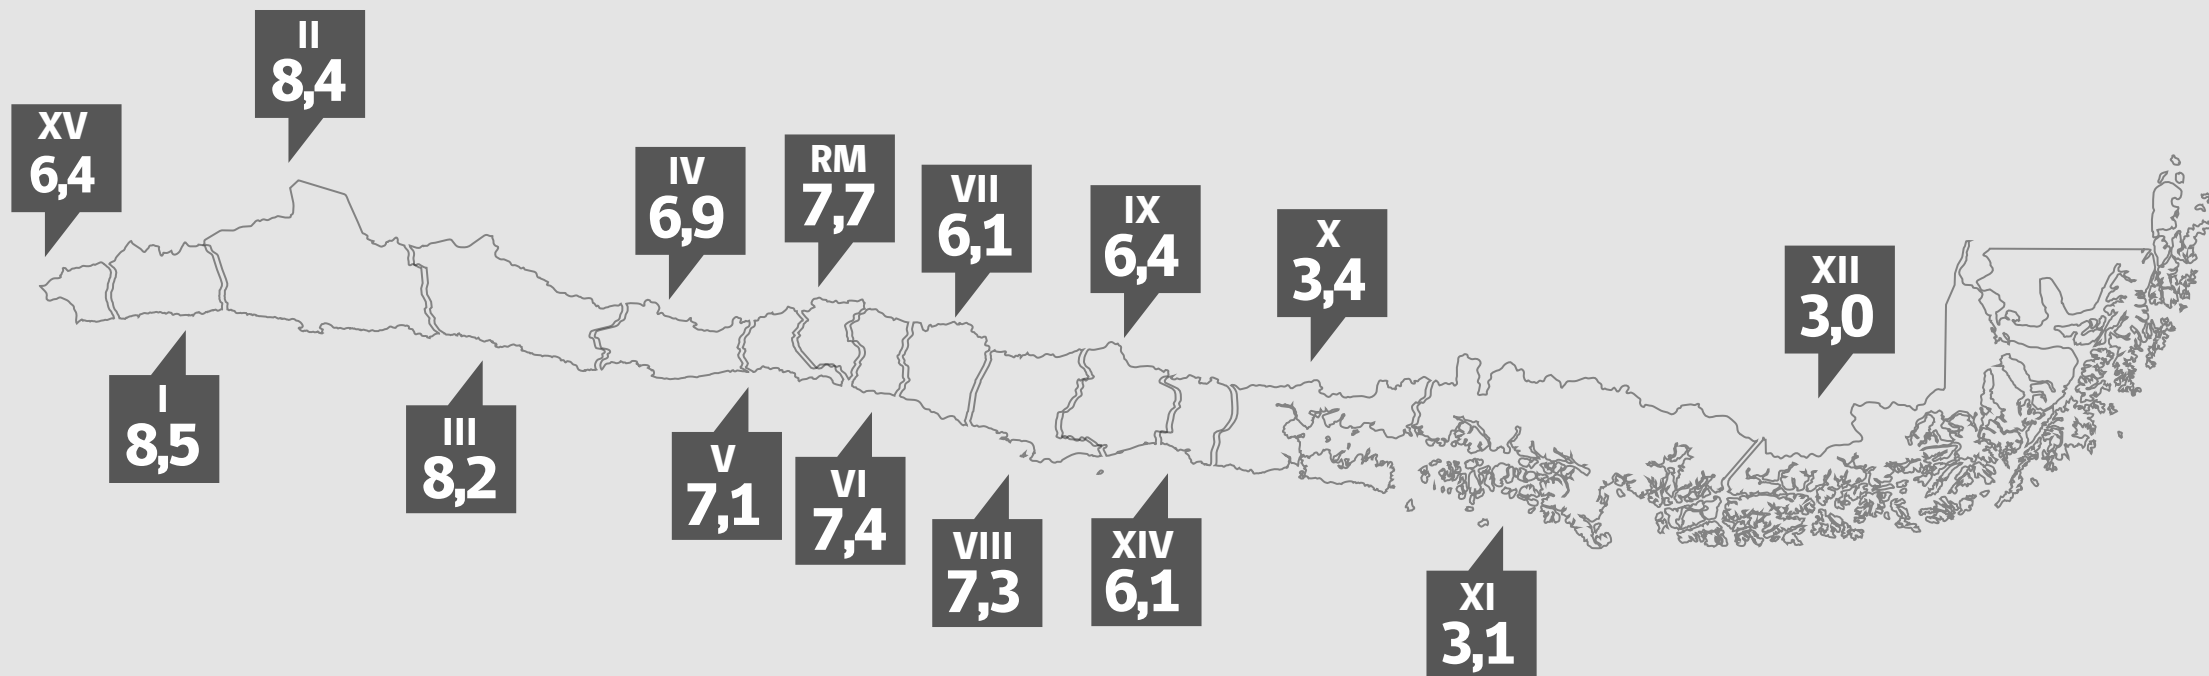 XV
6,4
I
8,5
II
8,4
III
8,2
IV
6,9
V
7,1
RM
7,7
VI
7,4
VII
6,1
VIII
7,3
IX
6,4
XIV
6,1
X
3,4
XI
3,1
XII
3,0